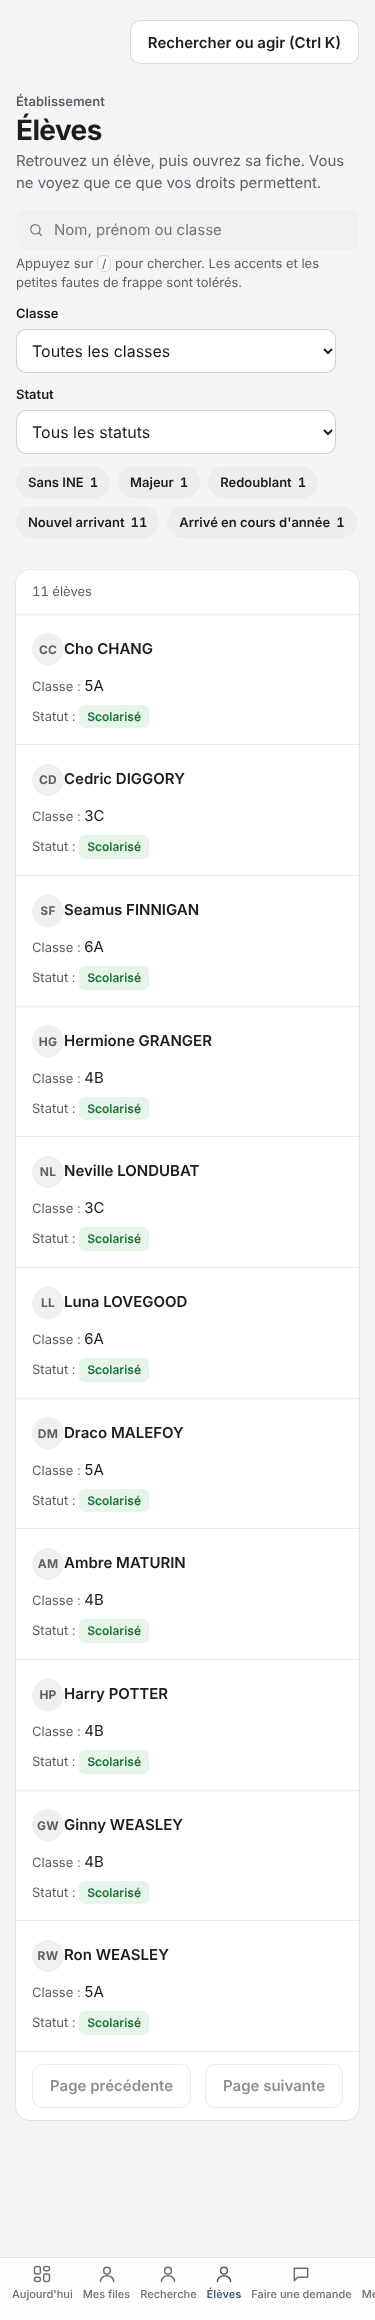 Rechercher ou agir (Ctrl K)
Établissement
Élèves
Retrouvez un élève, puis ouvrez sa fiche. Vous
ne voyez que ce que vos droits permettent.
Nom, prénom ou classe
Appuyez sur / pour chercher. Les accents et les
petites fautes de frappe sont tolérés.
Classe
Toutes les classes
Statut
Tous les statuts
Sans INE 1 Majeur 1 Redoublant 1
Nouvel arrivant 11 Arrivé en cours d'année 1
11 élèves
CC Cho CHANG
Classe : 5A
Statut : Scolarisé
CD Cedric DIGGORY
Classe : 3C
Statut : Scolarisé
SF Seamus FINNIGAN
Classe : 6A
Statut : Scolarisé
HG Hermione GRANGER
Classe : 4B
Statut : Scolarisé
NL Neville LONDUBAT
Classe : 3C
Statut : Scolarisé
LL Luna LOVEGOOD
Classe : 6A
Statut : Scolarisé
DM Draco MALEFOY
Classe : 5A
Statut : Scolarisé
AM Ambre MATURIN
Classe : 4B
Statut : Scolarisé
HP Harry POTTER
Classe : 4B
Statut : Scolarisé
GW Ginny WEASLEY
Classe : 4B
Statut : Scolarisé
RW Ron WEASLEY
Classe : 5A
Statut : Scolarisé
Page précédente Page suivante
Aujourd'hui Mes files Recherche Élèves Faire une demande